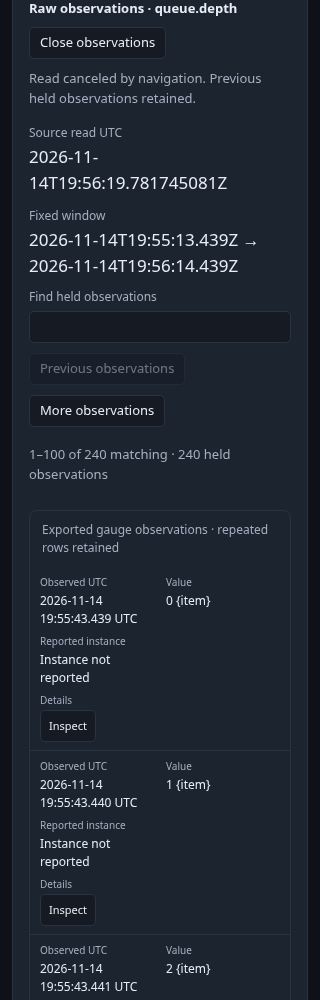 Raw observations · queue.depth
Close observations
Read canceled by navigation. Previous
held observations retained.
Source read UTC
2026-11-
14T19:56:19.781745081Z
Fixed window
2026-11-14T19:55:13.439Z →
2026-11-14T19:56:14.439Z
Find held observations
Previous observations
More observations
1–100 of 240 matching · 240 held
observations
Exported gauge observations · repeated
rows retained
Observed UTC Value
2026-11-14 0 {item}
19:55:43.439 UTC
Reported instance
Instance not
reported
Details
Inspect
Observed UTC Value
2026-11-14 1 {item}
19:55:43.440 UTC
Reported instance
Instance not
reported
Details
Inspect
Observed UTC Value
2026-11-14 2 {item}
19:55:43.441 UTC